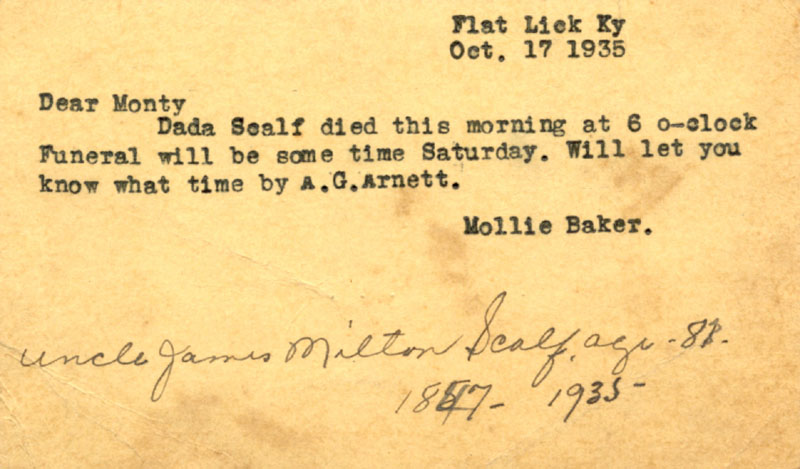 Flat Lick Ky
Oct. 17 1935
Dear Monty
Dada Scalf died this morning at 6 o-clock
Funeral will be some time Saturday. Will let you
know what time by A.G.Arnett.
Mollie Baker.
uncle James Milton Scalf, age - 88 -
1847 - 1935 -